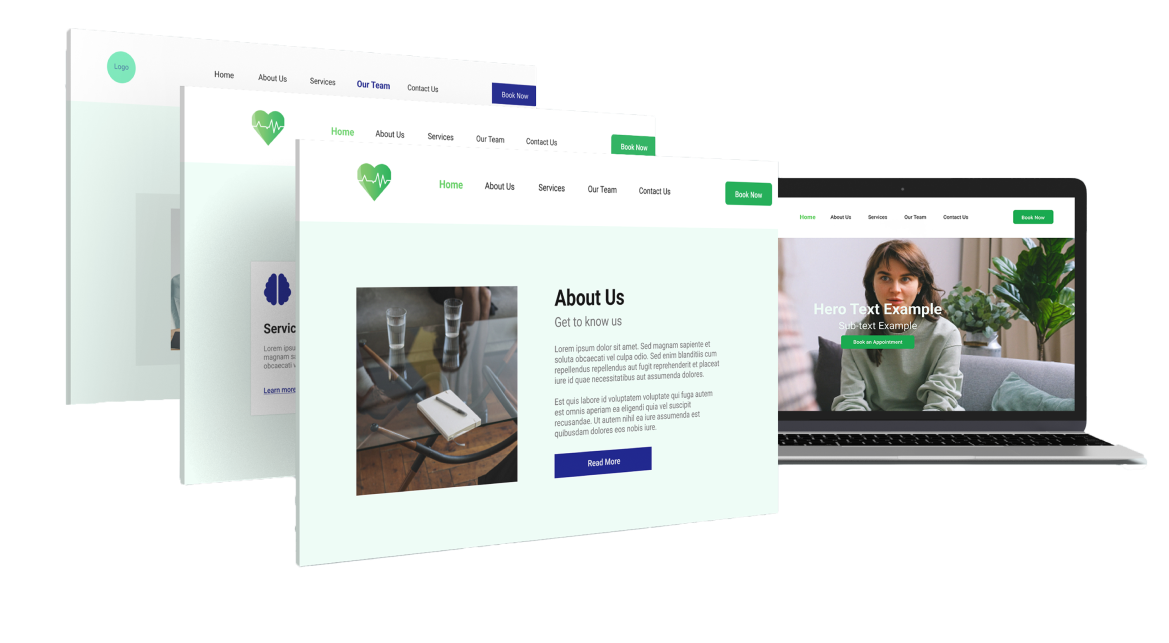 Logo
Home About Us Services Our Team Contact Us Book Now
Home About Us Services Our Team Contact Us Book Now
Home About Us Services Our Team Contact Us Book Now
Home About Us Services Our Team Contact Us Book Now
Servic
Lorem ipsu
magnam su
obcaecati v
Learn more
About Us
Get to know us
Lorem ipsum dolor sit amet. Sed magnam sapiente et
soluta obcaecati vel culpa odio. Sed enim blanditiis cum
repellendus repellendus aut fugit reprehenderit et placeat
iure id quae necessitatibus aut assumenda dolores.
Est quis labore id voluptatem voluptate qui fuga autem
est omnis aperiam ea eligendi quia vel suscipit
recusandae. Ut autem nihil ea iure assumenda est
quibusdam dolores eos nobis iure.
Read More
Hero Text Example
Sub-text Example
Book an Appointment